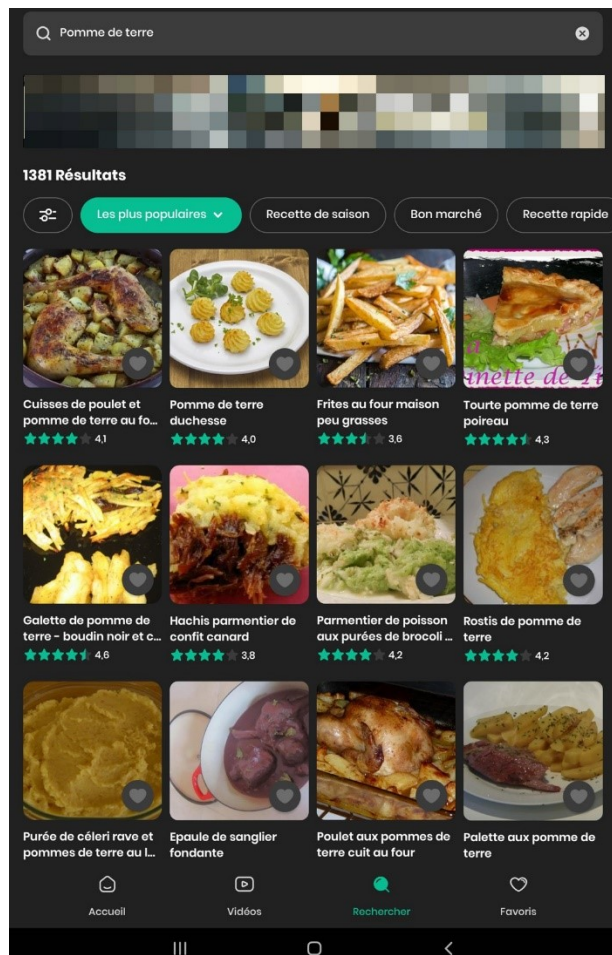 Pomme de terre
1381 Résultats
Les plus populaires
Recette de saison
Bon marché
Recette rapide
Cuisses de poulet et
pomme de terre au fo...
4,1
Pomme de terre
duchesse
4,0
Frites au four maison
peu grasses
3,6
Tourte pomme de terre
poireau
4,3
Galette de pomme de
terre - boudin noir et c...
4,6
Hachis parmentier de
confit canard
3,8
Parmentier de poisson
aux purées de brocoli ...
4,2
Rostis de pomme de
terre
4,2
Purée de céleri rave et
pommes de terre au l...
Epaule de sanglier
fondante
Poulet aux pommes de
terre cuit au four
Palette aux pomme de
terre
Accueil
Vidéos
Rechercher
Favoris